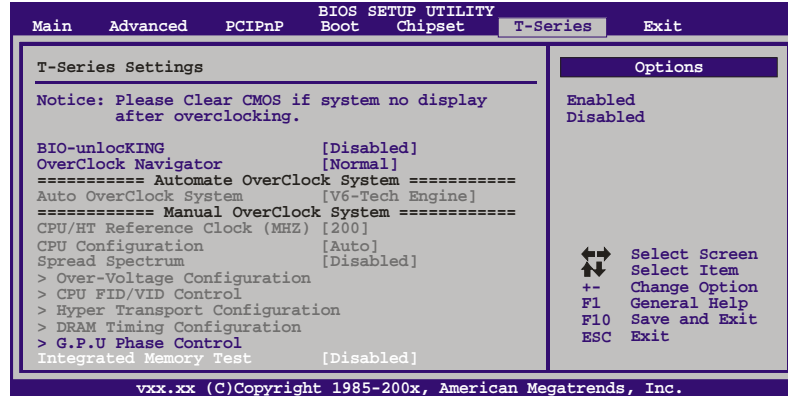 BIOS SETUP UTILITY
Main Advanced PCIPnP Boot Chipset T-Series Exit
T-Series Settings
Notice: Please Clear CMOS if system no display
after overclocking.
BIO-unlocKING [Disabled]
OverClock Navigator [Normal]
=========== Automate OverClock System ===========
Auto OverClock System [V6-Tech Engine]
============ Manual OverClock System ============
CPU/HT Reference Clock (MHZ) [200]
CPU Configuration [Auto]
Spread Spectrum [Disabled]
> Over-Voltage Configuration
> CPU FID/VID Control
> Hyper Transport Configuration
> DRAM Timing Configuration
> G.P.U Phase Control
Integrated Memory Test [Disabled]
Options
Enabled
Disabled
Select Screen
Select Item
+- Change Option
F1 General Help
F10 Save and Exit
ESC Exit
vxx.xx (C)Copyright 1985-200x, American Megatrends, Inc.